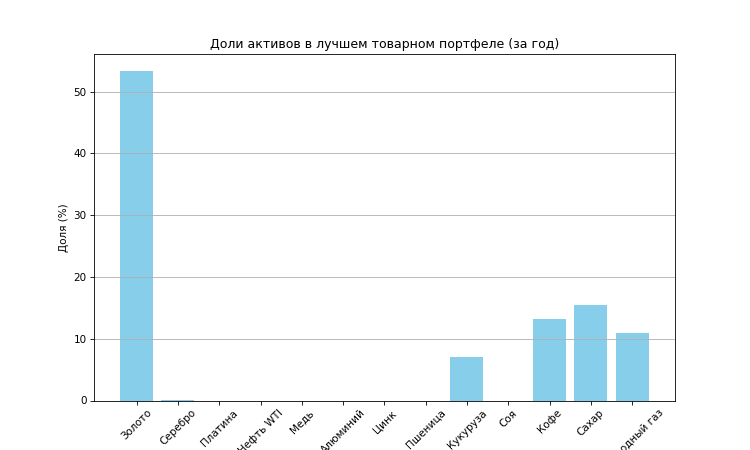 Доли активов в лучшем товарном портфеле (за год)
Доля (%)
50
40
30
20
10
0
Золото
Серебро
Платина
Нефть WTI
Медь
Алюминий
Цинк
Пшеница
Кукуруза
Соя
Кофе
Сахар
газ